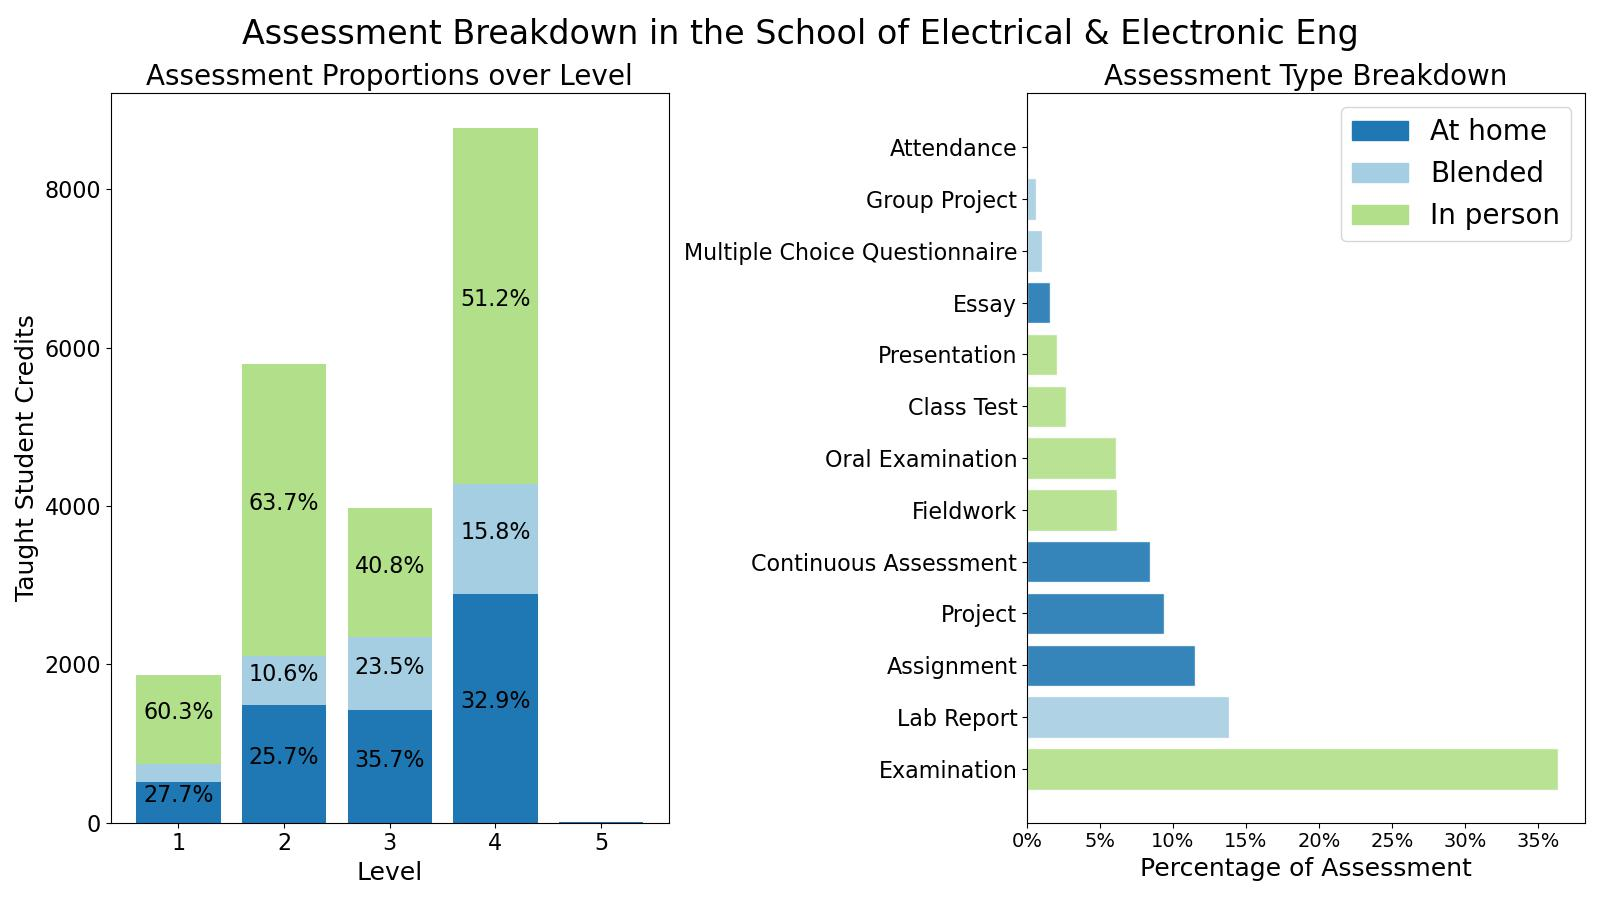 Assessment Breakdown in the School of Electrical & Electronic Eng
Assessment Proportions over Level
Taught Student Credits
8000
6000
4000
2000
0
51.2%
63.7%
15.8%
40.8%
10.6%
23.5%
32.9%
60.3%
25.7%
35.7%
27.7%
1 2 3 4 5
Level
Assessment Type Breakdown
At home
Blended
In person
Attendance
Group Project
Multiple Choice Questionnaire
Essay
Presentation
Class Test
Oral Examination
Fieldwork
Continuous Assessment
Project
Assignment
Lab Report
Examination
0% 5% 10% 15% 20% 25% 30% 35%
Percentage of Assessment